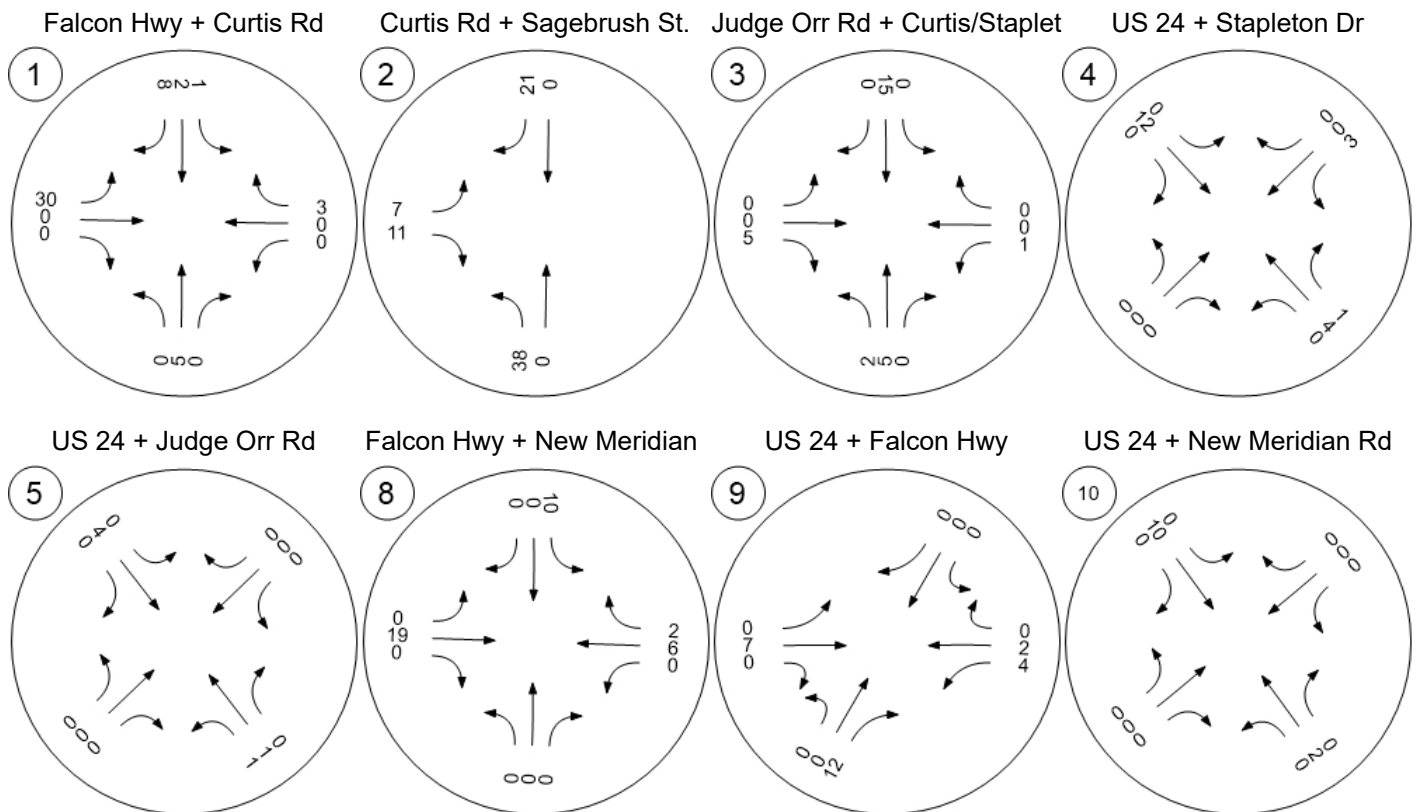 Falcon Hwy + Curtis Rd
Curtis Rd + Sagebrush St.
Judge Orr Rd + Curtis/Staplet
US 24 + Stapleton Dr
1
8 2 1
30
0
0
3
0
0
0 5 0
2
21 0
7
11
38 0
3
0 15 0
0
0
5
0
0
1
2 5 0
4
0 12 0
0 0 3
0 0 0
0 4 1
US 24 + Judge Orr Rd
Falcon Hwy + New Meridian
US 24 + Falcon Hwy
US 24 + New Meridian Rd
5
0 4 0
0 0 0
0 0 0
1 1 0
8
0 0 10
0
19
0
2
6
0
0 0 0
9
0 0 0
0
7
0
0
2
4
0 0 12
10
0 10 0
0 0 0
0 0 0
0 2 0